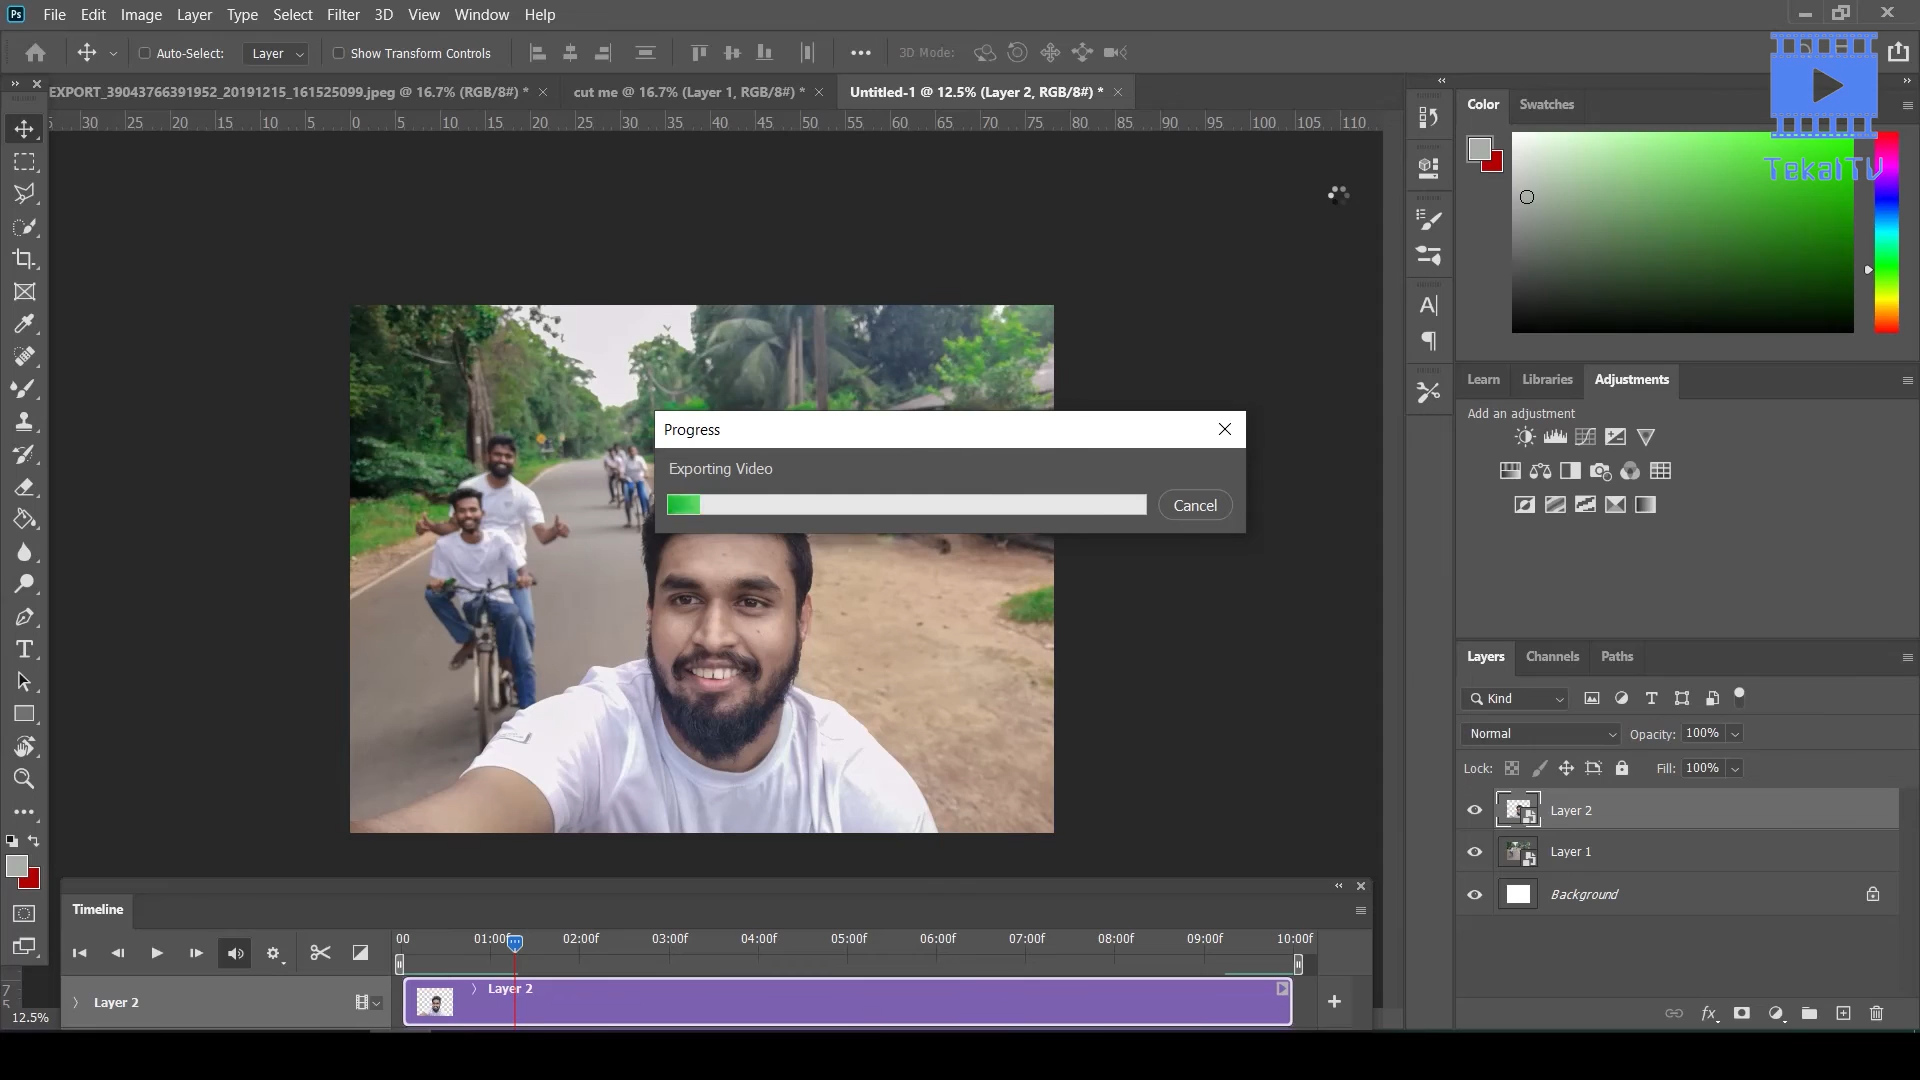 Ps File Edit Image Layer Type Select Filter 3D View Window Help
Auto-Select: Layer Show Transform Controls 3D Mode:
EXPORT_39043766391952_20191215_161525099.jpeg @ 16.7% (RGB/8#) * cut me @ 16.7% (Layer 1, RGB/8#) * Untitled-1 @ 12.5% (Layer 2, RGB/8#) *
30 25 20 15 10 5 0 5 10 15 20 25 30 35 40 45 50 55 60 65 70 75 80 85 90 95 100 105 110
Color Swatches
TekaITV
Learn Libraries Adjustments
Add an adjustment
Progress
Exporting Video
Cancel
Layers Channels Paths
Kind
Normal Opacity: 100%
Lock: Fill: 100%
Layer 2
Layer 1
Background
Timeline
00 01:00f 02:00f 03:00f 04:00f 05:00f 06:00f 07:00f 08:00f 09:00f 10:00f
Layer 2
Layer 2
7
5
12.5%
fx